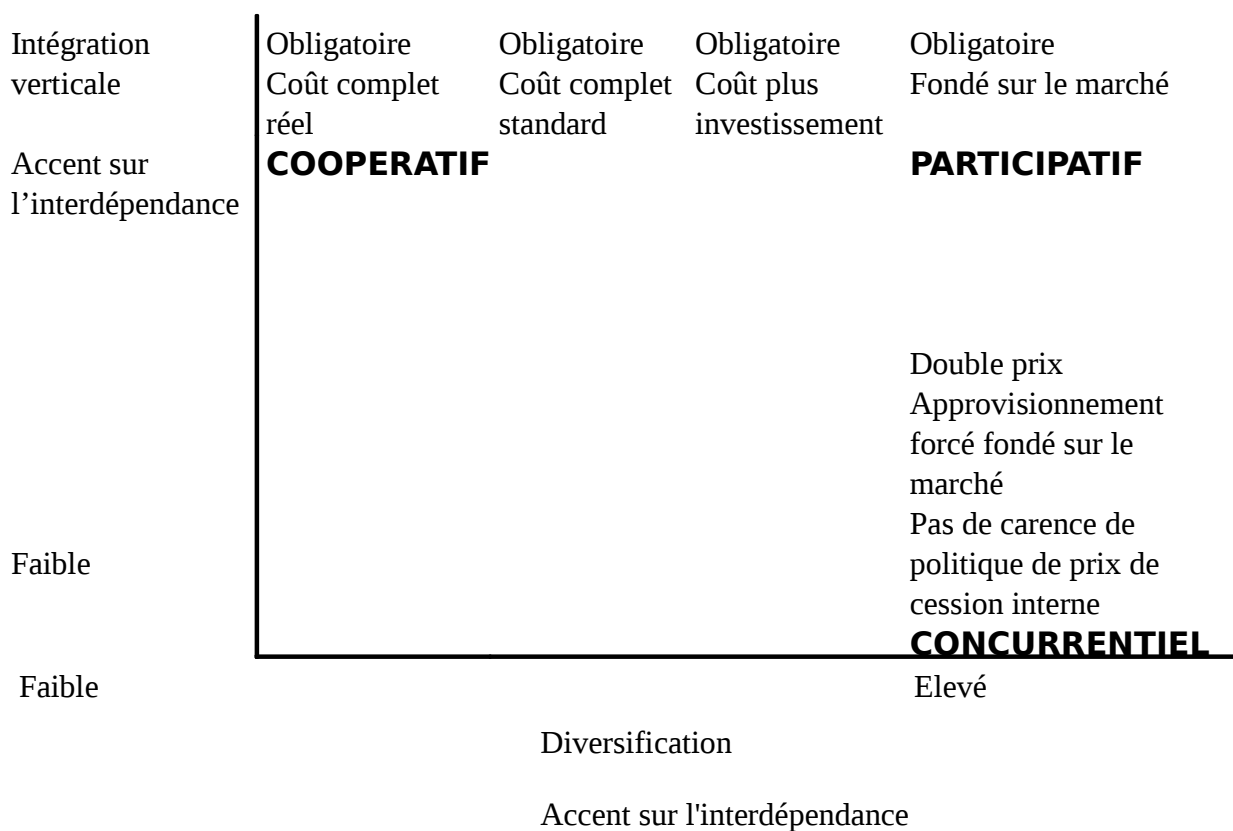 Intégration verticale
Obligatoire
Coût complet
réel
Obligatoire
Coût complet
standard
Obligatoire
Coût plus
investissement
Obligatoire
Fondé sur le marché
Accent sur
l’interdépendance
COOPERATIF
PARTICIPATIF
Double prix
Approvisionnement
forcé fondé sur le
marché
Pas de carence de
politique de prix de
cession interne
CONCURRENTIEL
Faible
Faible
Elevé
Diversification
Accent sur l'interdépendance